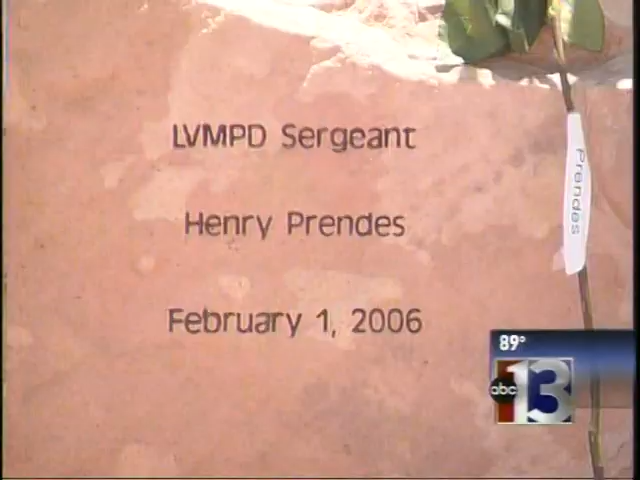 LVMPD Sergeant
Henry Prendes
February 1, 2006
Prendes
89°
abc 13